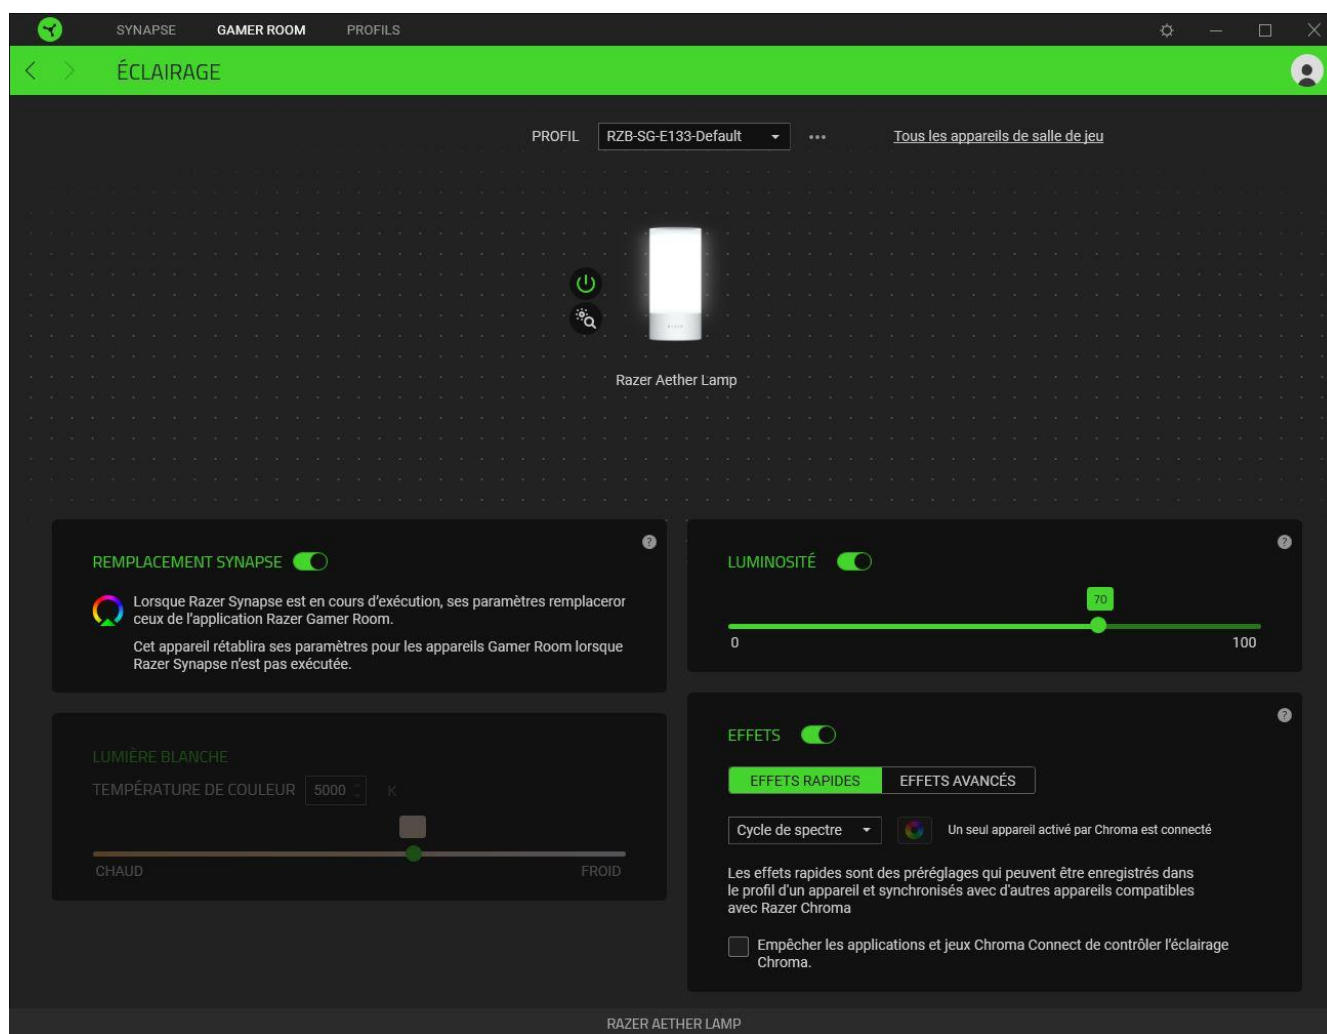 SYNAPSE GAMER ROOM PROFILS
ÉCLAIRAGE
PROFIL RZB-SG-E133-Default Tous les appareils de salle de jeu
Razer Aether Lamp
REMPLACEMENT SYNAPSE
Lorsque Razer Synapse est en cours d'exécution, ses paramètres remplaceror
ceux de l'application Razer Gamer Room.
Cet appareil rétablira ses paramètres pour les appareils Gamer Room lorsque
Razer Synapse n'est pas exécutée.
LUMIÈRE BLANCHE
TEMPÉRATURE DE COULEUR 5000 K
CHAUD FROID
LUMINOSITÉ
70
0 100
EFFETS
EFFETS RAPIDES EFFETS AVANCÉS
Cycle de spectre Un seul appareil activé par Chroma est connecté
Les effets rapides sont des préréglages qui peuvent être enregistrés dans
le profil d'un appareil et synchronisés avec d'autres appareils compatibles
avec Razer Chroma
Empêcher les applications et jeux Chroma Connect de contrôler l'éclairage
Chroma.
RAZER AETHER LAMP